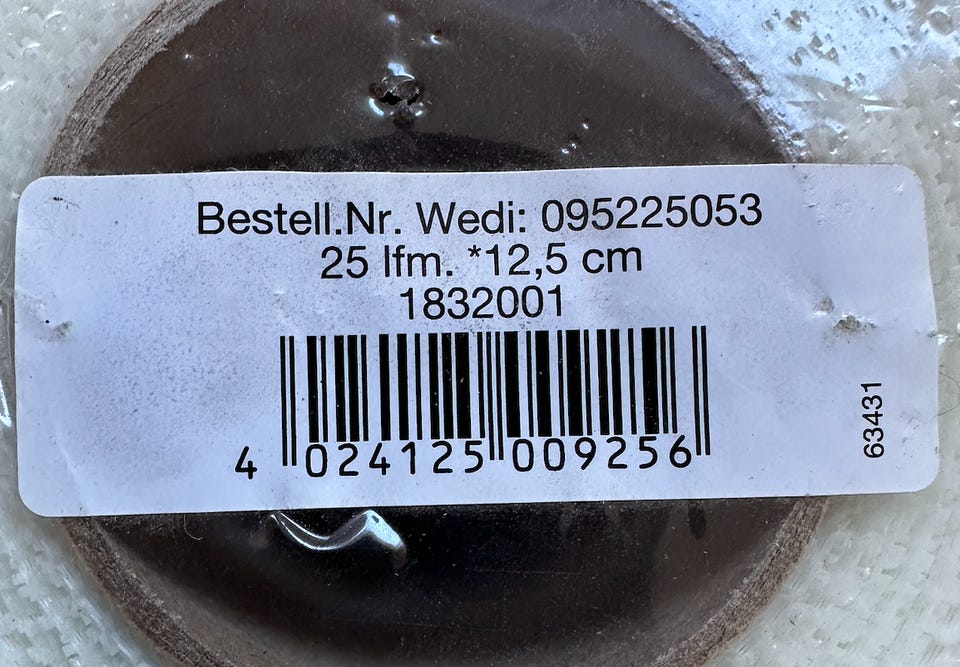 Bestell.Nr. Wedi: 095225053
25 lfm. *12,5 cm
1832001
4 024125 009256
63431